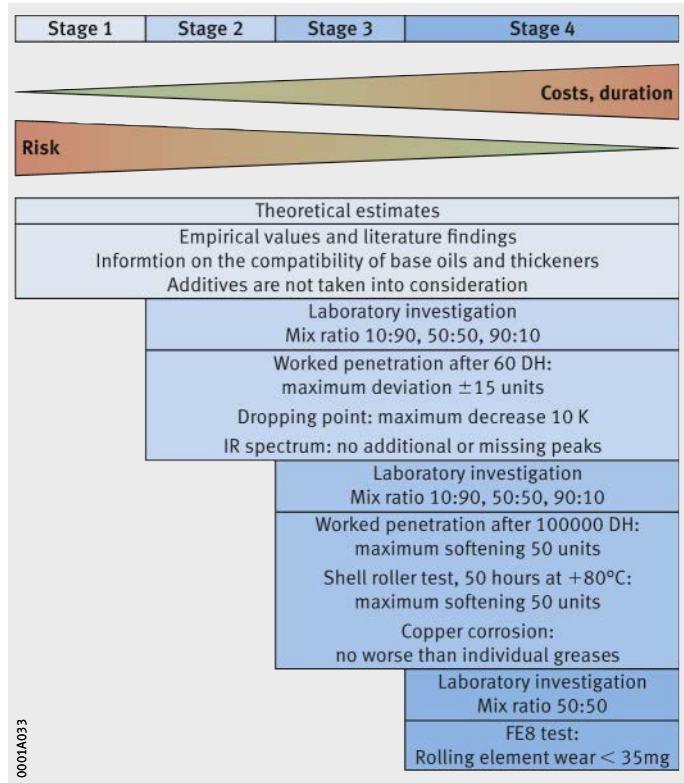 Stage 1 Stage 2 Stage 3 Stage 4
Costs, duration
Risk
Theoretical estimates
Empirical values and literature findings
Informtion on the compatibility of base oils and thickeners
Additives are not taken into consideration
Laboratory investigation
Mix ratio 10:90, 50:50, 90:10
Worked penetration after 60 DH:
maximum deviation ±15 units
Dropping point: maximum decrease 10 K
IR spectrum: no additional or missing peaks
Laboratory investigation
Mix ratio 10:90, 50:50, 90:10
Worked penetration after 100000 DH:
maximum softening 50 units
Shell roller test, 50 hours at +80°C:
maximum softening 50 units
Copper corrosion:
no worse than individual greases
Laboratory investigation
Mix ratio 50:50
FE8 test:
Rolling element wear < 35mg
0001A033